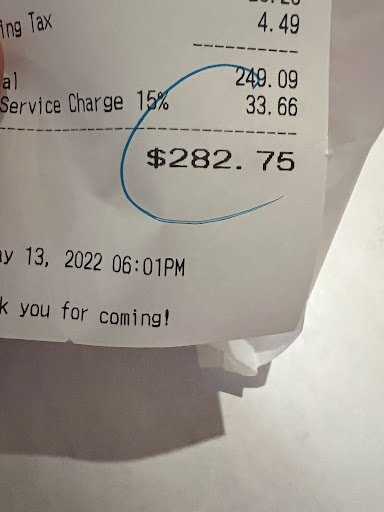 ing Tax 4.49
al 249.09
Service Charge 15% 33.66
$282.75
ay 13, 2022 06:01PM
k you for coming!